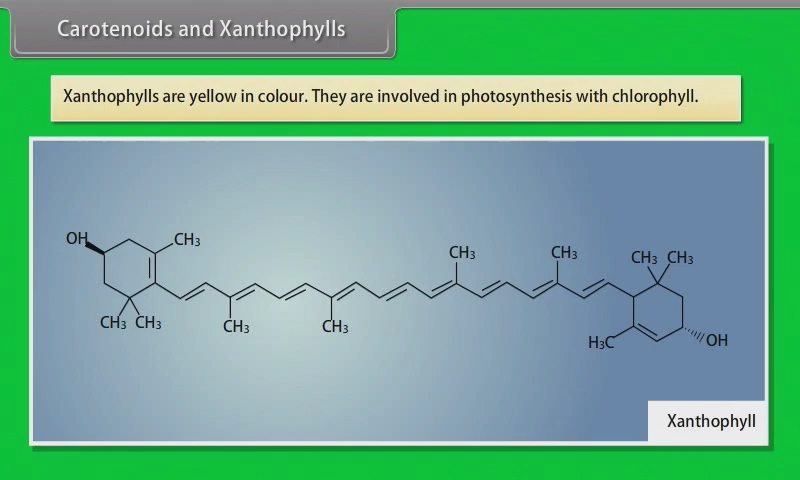 Carotenoids and Xanthophylls
Xanthophylls are yellow in colour. They are involved in photosynthesis with chlorophyll.
OH
CH3
CH3
CH3
CH3 CH3
CH3 CH3
CH3
CH3
H3C
OH
Xanthophyll